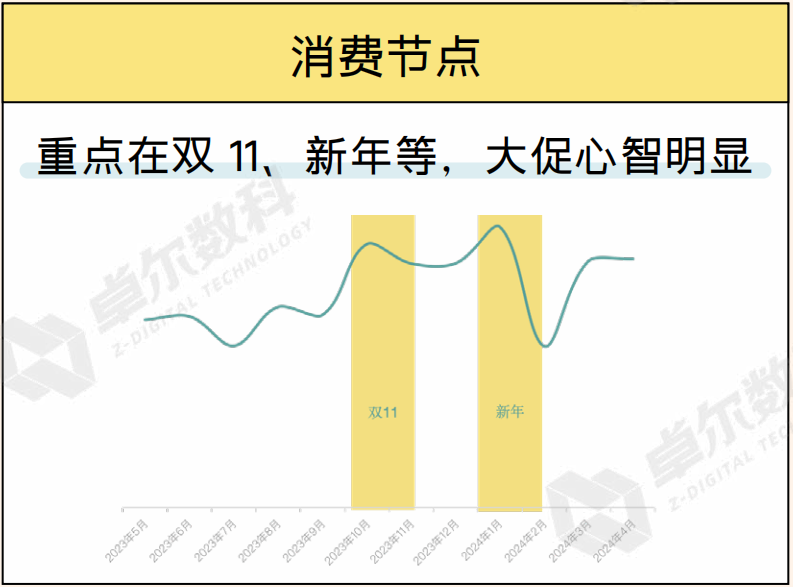 消费节点
重点在双 11、新年等，大促心智明显
卓尔数科
Z-DIGITAL TECHNOLOGY
双11
新年
卓尔数
Z-DIGITAL TEC
2023年5月
2023年6月
2023年7月
2023年8月
2023年9月
2023年10月
2023年11月
2023年12月
2024年1月
2024年2月
2024年3月
2024年4月